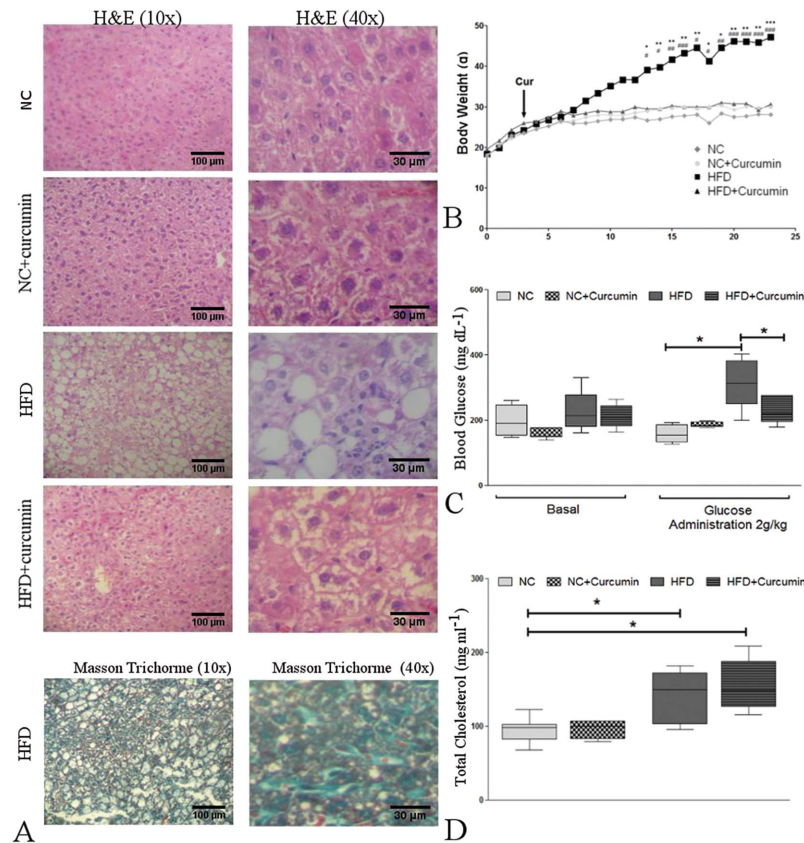 H&E (10x)
H&E (40x)
NC
100 µm
30 µm
NC+curcumin
100 µm
30 µm
HFD
100 µm
30 µm
HFD+curcumin
100 µm
30 µm
Masson Trichorme (10x)
Masson Trichorme (40x)
HFD
100 µm
30 µm
A
Body Weight (g)
50
40
30
20
10
0
0 5 10 15 20 25
Cur
* ** ** ** ** * ** ** ** ** ***
# # ## ### # # ## ### ### ### ###
NC
NC+Curcumin
HFD
HFD+Curcumin
B
Blood Glucose (mg dL-1)
600
400
200
0
NC NC+Curcumin HFD HFD+Curcumin
* *
Basal
Glucose
Administration 2g/kg
C
Total Cholesterol (mg ml-1)
300
200
100
0
NC NC+Curcumin HFD HFD+Curcumin
*
*
D